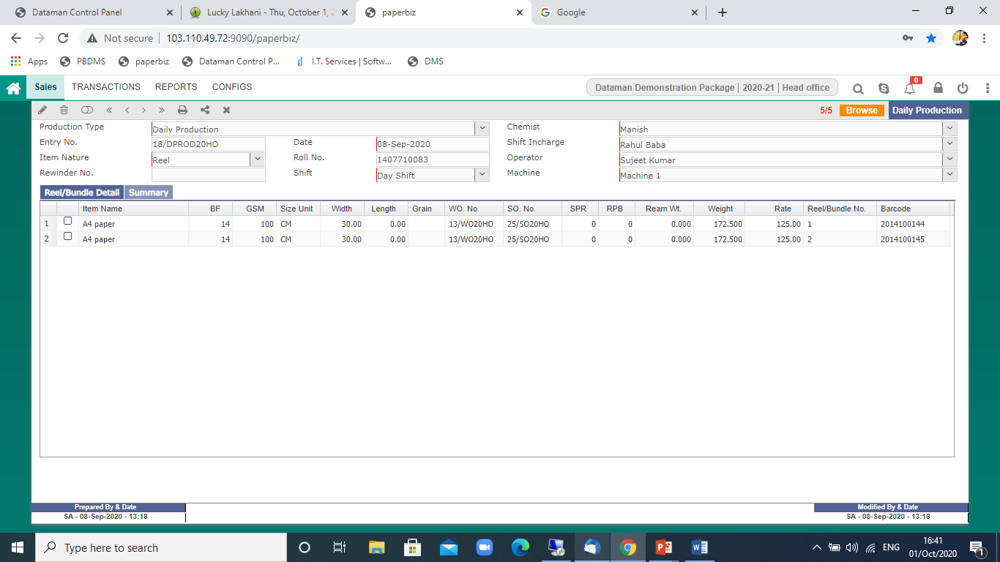 Dataman Control Panel Lucky Lakhani - Thu, October 1, 2 paperbiz Google
Not secure 103.110.49.72:9090/paperbiz/
Apps PBDMS paperbiz Dataman Control P... I.T. Services | Softw... DMS
Sales TRANSACTIONS REPORTS CONFIGS Dataman Demonstration Package | 2020-21 | Head office 0
5/5 Browse Daily Production
Production Type Daily Production Chemist Manish
Entry No. 18/DPROD20HO Date 08-Sep-2020 Shift Incharge Rahul Baba
Item Nature Reel Roll No. 1407710083 Operator Sujeet Kumar
Rewinder No. Shift Day Shift Machine Machine 1
Reel/Bundle Detail Summary
Item Name BF GSM Size Unit Width Length Grain WO. No. SO. No. SPR RPB Ream Wt. Weight Rate Reel/Bundle No. Barcode
1 A4 paper 14 100 CM 30.00 0.00 13/WO20HO 25/SO20HO 0 0 0.000 172.500 125.00 1 2014100144
2 A4 paper 14 100 CM 30.00 0.00 13/WO20HO 25/SO20HO 0 0 0.000 172.500 125.00 2 2014100145
Prepared By & Date Modified By & Date
SA - 08-Sep-2020 - 13:18 SA - 08-Sep-2020 - 13:18
Type here to search ENG 16:41
01/Oct/2020 1